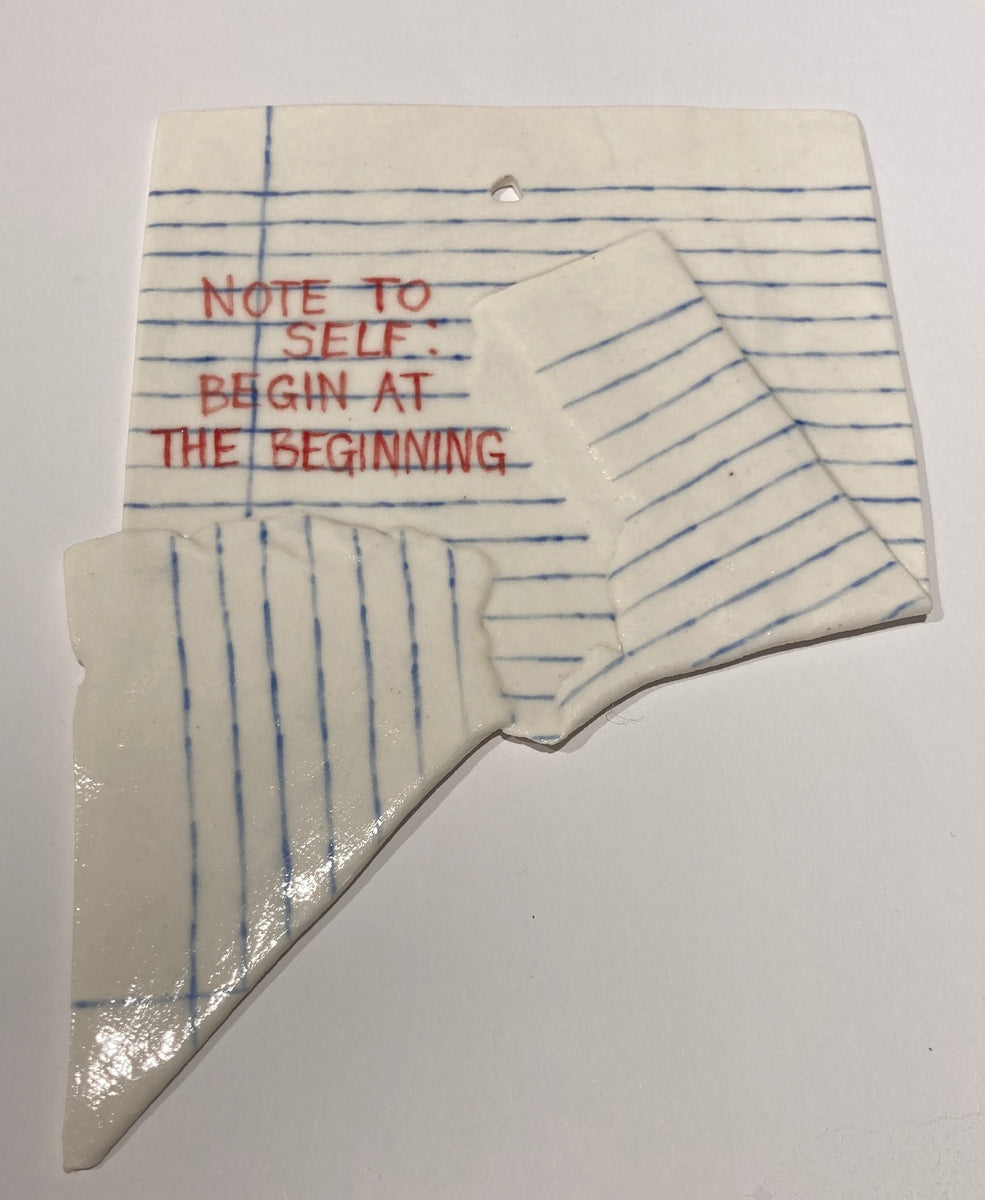 NOTE TO
SELF:
BEGIN AT
THE BEGINNING